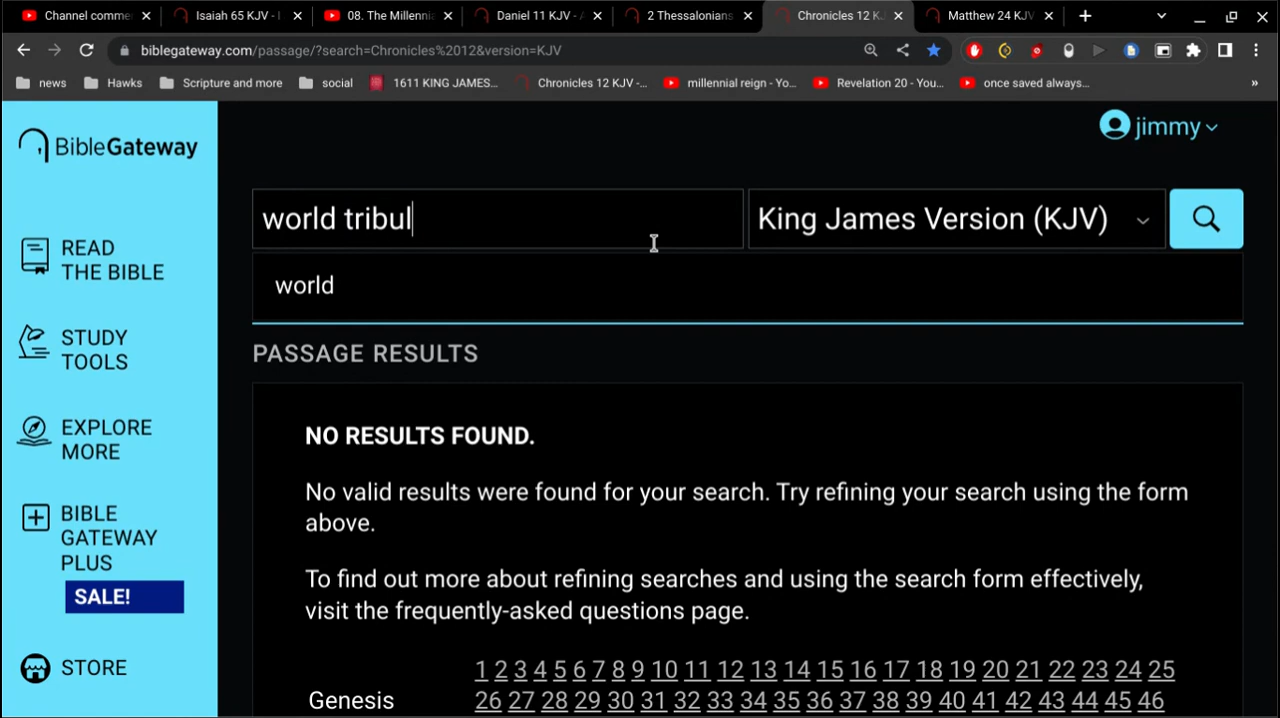 Channel comme
Isaiah 65 KJV - I
08. The Millennia
Daniel 11 KJV - A
2 Thessalonians
Chronicles 12 K
Matthew 24 KJV
biblegateway.com/passage/?search=Chronicles%2012&version=KJV
news
Hawks
Scripture and more
social
1611 KING JAMES...
Chronicles 12 KJV -...
millennial reign - Yo...
Revelation 20 - You...
once saved always...
»
BibleGateway
jimmy
world tribul
King James Version (KJV)
world
READ
THE BIBLE
STUDY
TOOLS
EXPLORE
MORE
BIBLE
GATEWAY
PLUS
SALE!
STORE
PASSAGE RESULTS
NO RESULTS FOUND.
No valid results were found for your search. Try refining your search using the form
above.
To find out more about refining searches and using the search form effectively,
visit the frequently-asked questions page.
Genesis
1 2 3 4 5 6 7 8 9 10 11 12 13 14 15 16 17 18 19 20 21 22 23 24 25
26 27 28 29 30 31 32 33 34 35 36 37 38 39 40 41 42 43 44 45 46